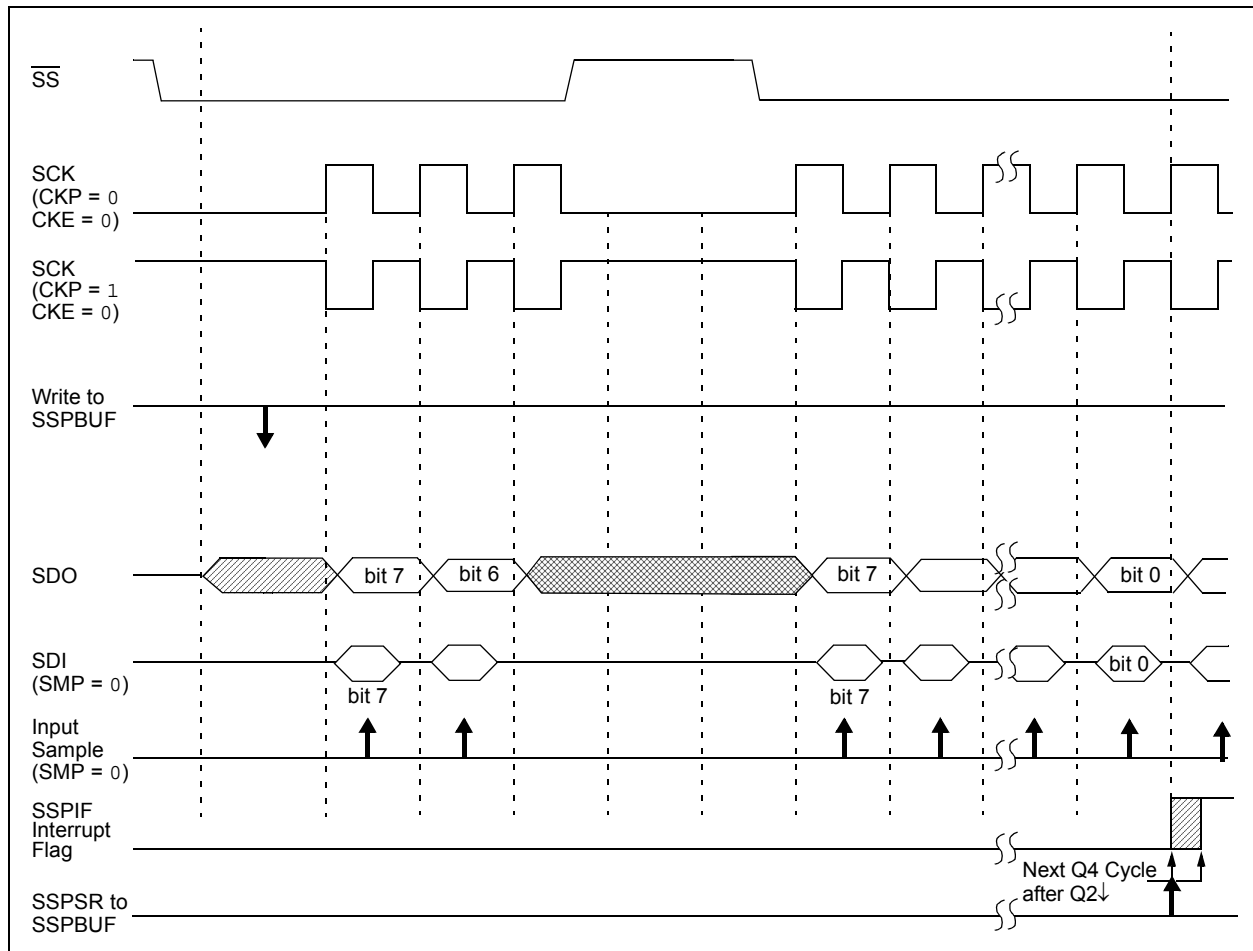 SS
SCK
(CKP = 0
CKE = 0)
SCK
(CKP = 1
CKE = 0)
Write to
SSPBUF
SDO
bit 7
bit 6
bit 7
bit 0
SDI
(SMP = 0)
bit 7
bit 7
bit 0
Input
Sample
(SMP = 0)
SSPIF
Interrupt
Flag
Next Q4 Cycle
after Q2↓
SSPSR to
SSPBUF